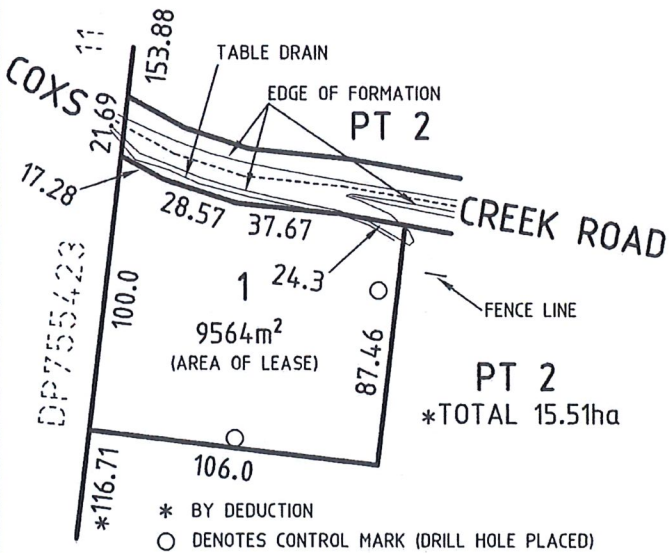 11
153.88
TABLE DRAIN
EDGE OF FORMATION
PT 2
COXS
21.69
17.28
28.57
37.67
CREEK ROAD
24.3
1
9564m²
(AREA OF LEASE)
100.0
DP755423
87.46
FENCE LINE
PT 2
*TOTAL 15.51ha
106.0
*116.71
* BY DEDUCTION
○ DENOTES CONTROL MARK (DRILL HOLE PLACED)